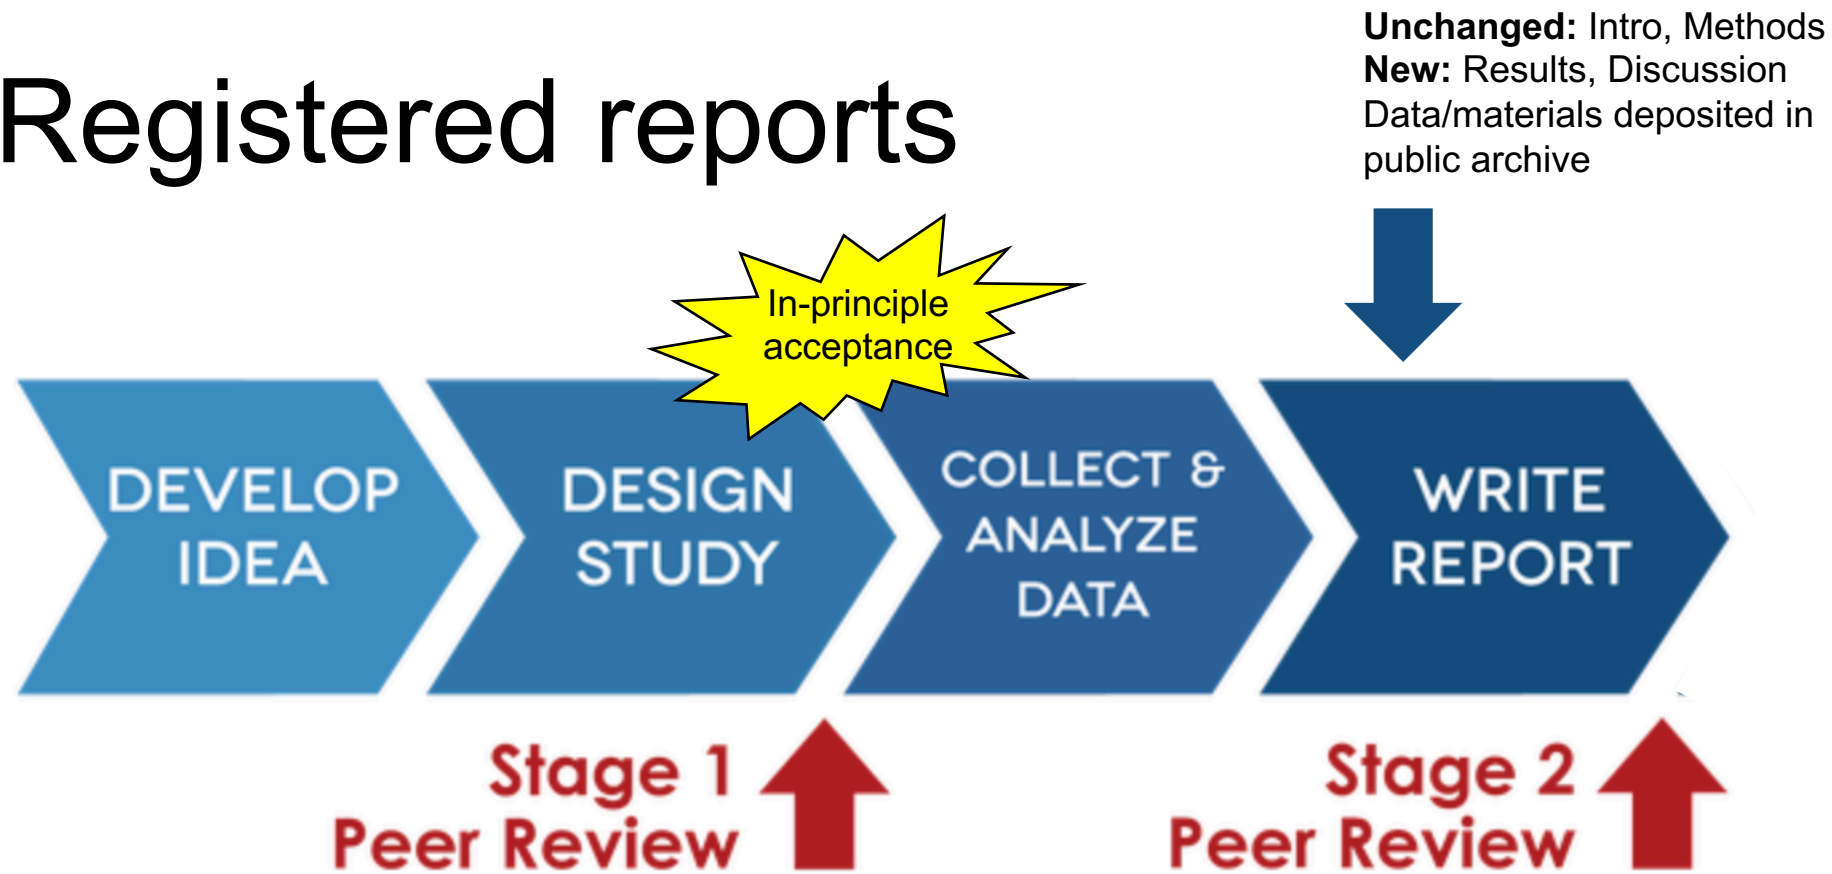 Registered reports
Unchanged: Intro, Methods
New: Results, Discussion
Data/materials deposited in
public archive
In-principle
acceptance
DEVELOP
IDEA
DESIGN
STUDY
COLLECT &
ANALYZE
DATA
WRITE
REPORT
Stage 1
Peer Review
Stage 2
Peer Review